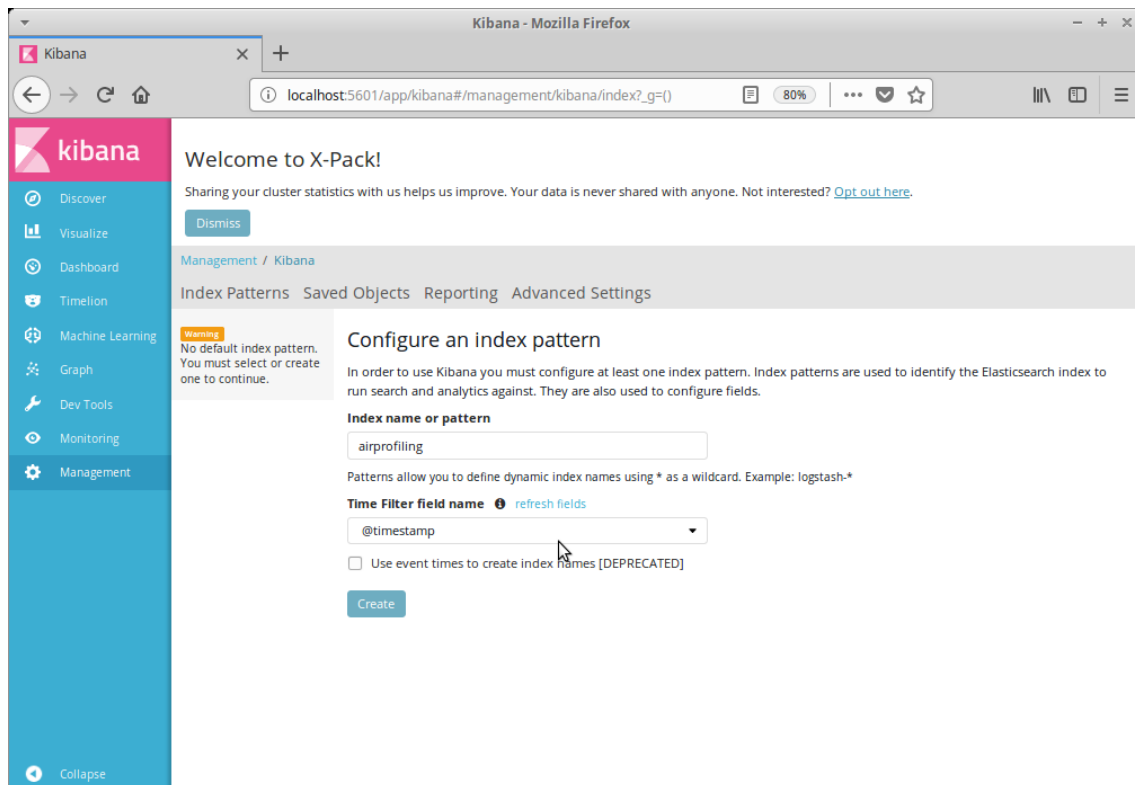 Kibana - Mozilla Firefox
Kibana
localhost:5601/app/kibana#/management/kibana/index?_g=()
80%
kibana
Discover
Visualize
Dashboard
Timelion
Machine Learning
Graph
Dev Tools
Monitoring
Management
Collapse
Welcome to X-Pack!
Sharing your cluster statistics with us helps us improve. Your data is never shared with anyone. Not interested? Opt out here.
Dismiss
Management / Kibana
Index Patterns Saved Objects Reporting Advanced Settings
Warning
No default index pattern.
You must select or create
one to continue.
Configure an index pattern
In order to use Kibana you must configure at least one index pattern. Index patterns are used to identify the Elasticsearch index to
run search and analytics against. They are also used to configure fields.
Index name or pattern
airprofiling
Patterns allow you to define dynamic index names using * as a wildcard. Example: logstash-*
Time Filter field name refresh fields
@timestamp
Use event times to create index names [DEPRECATED]
Create